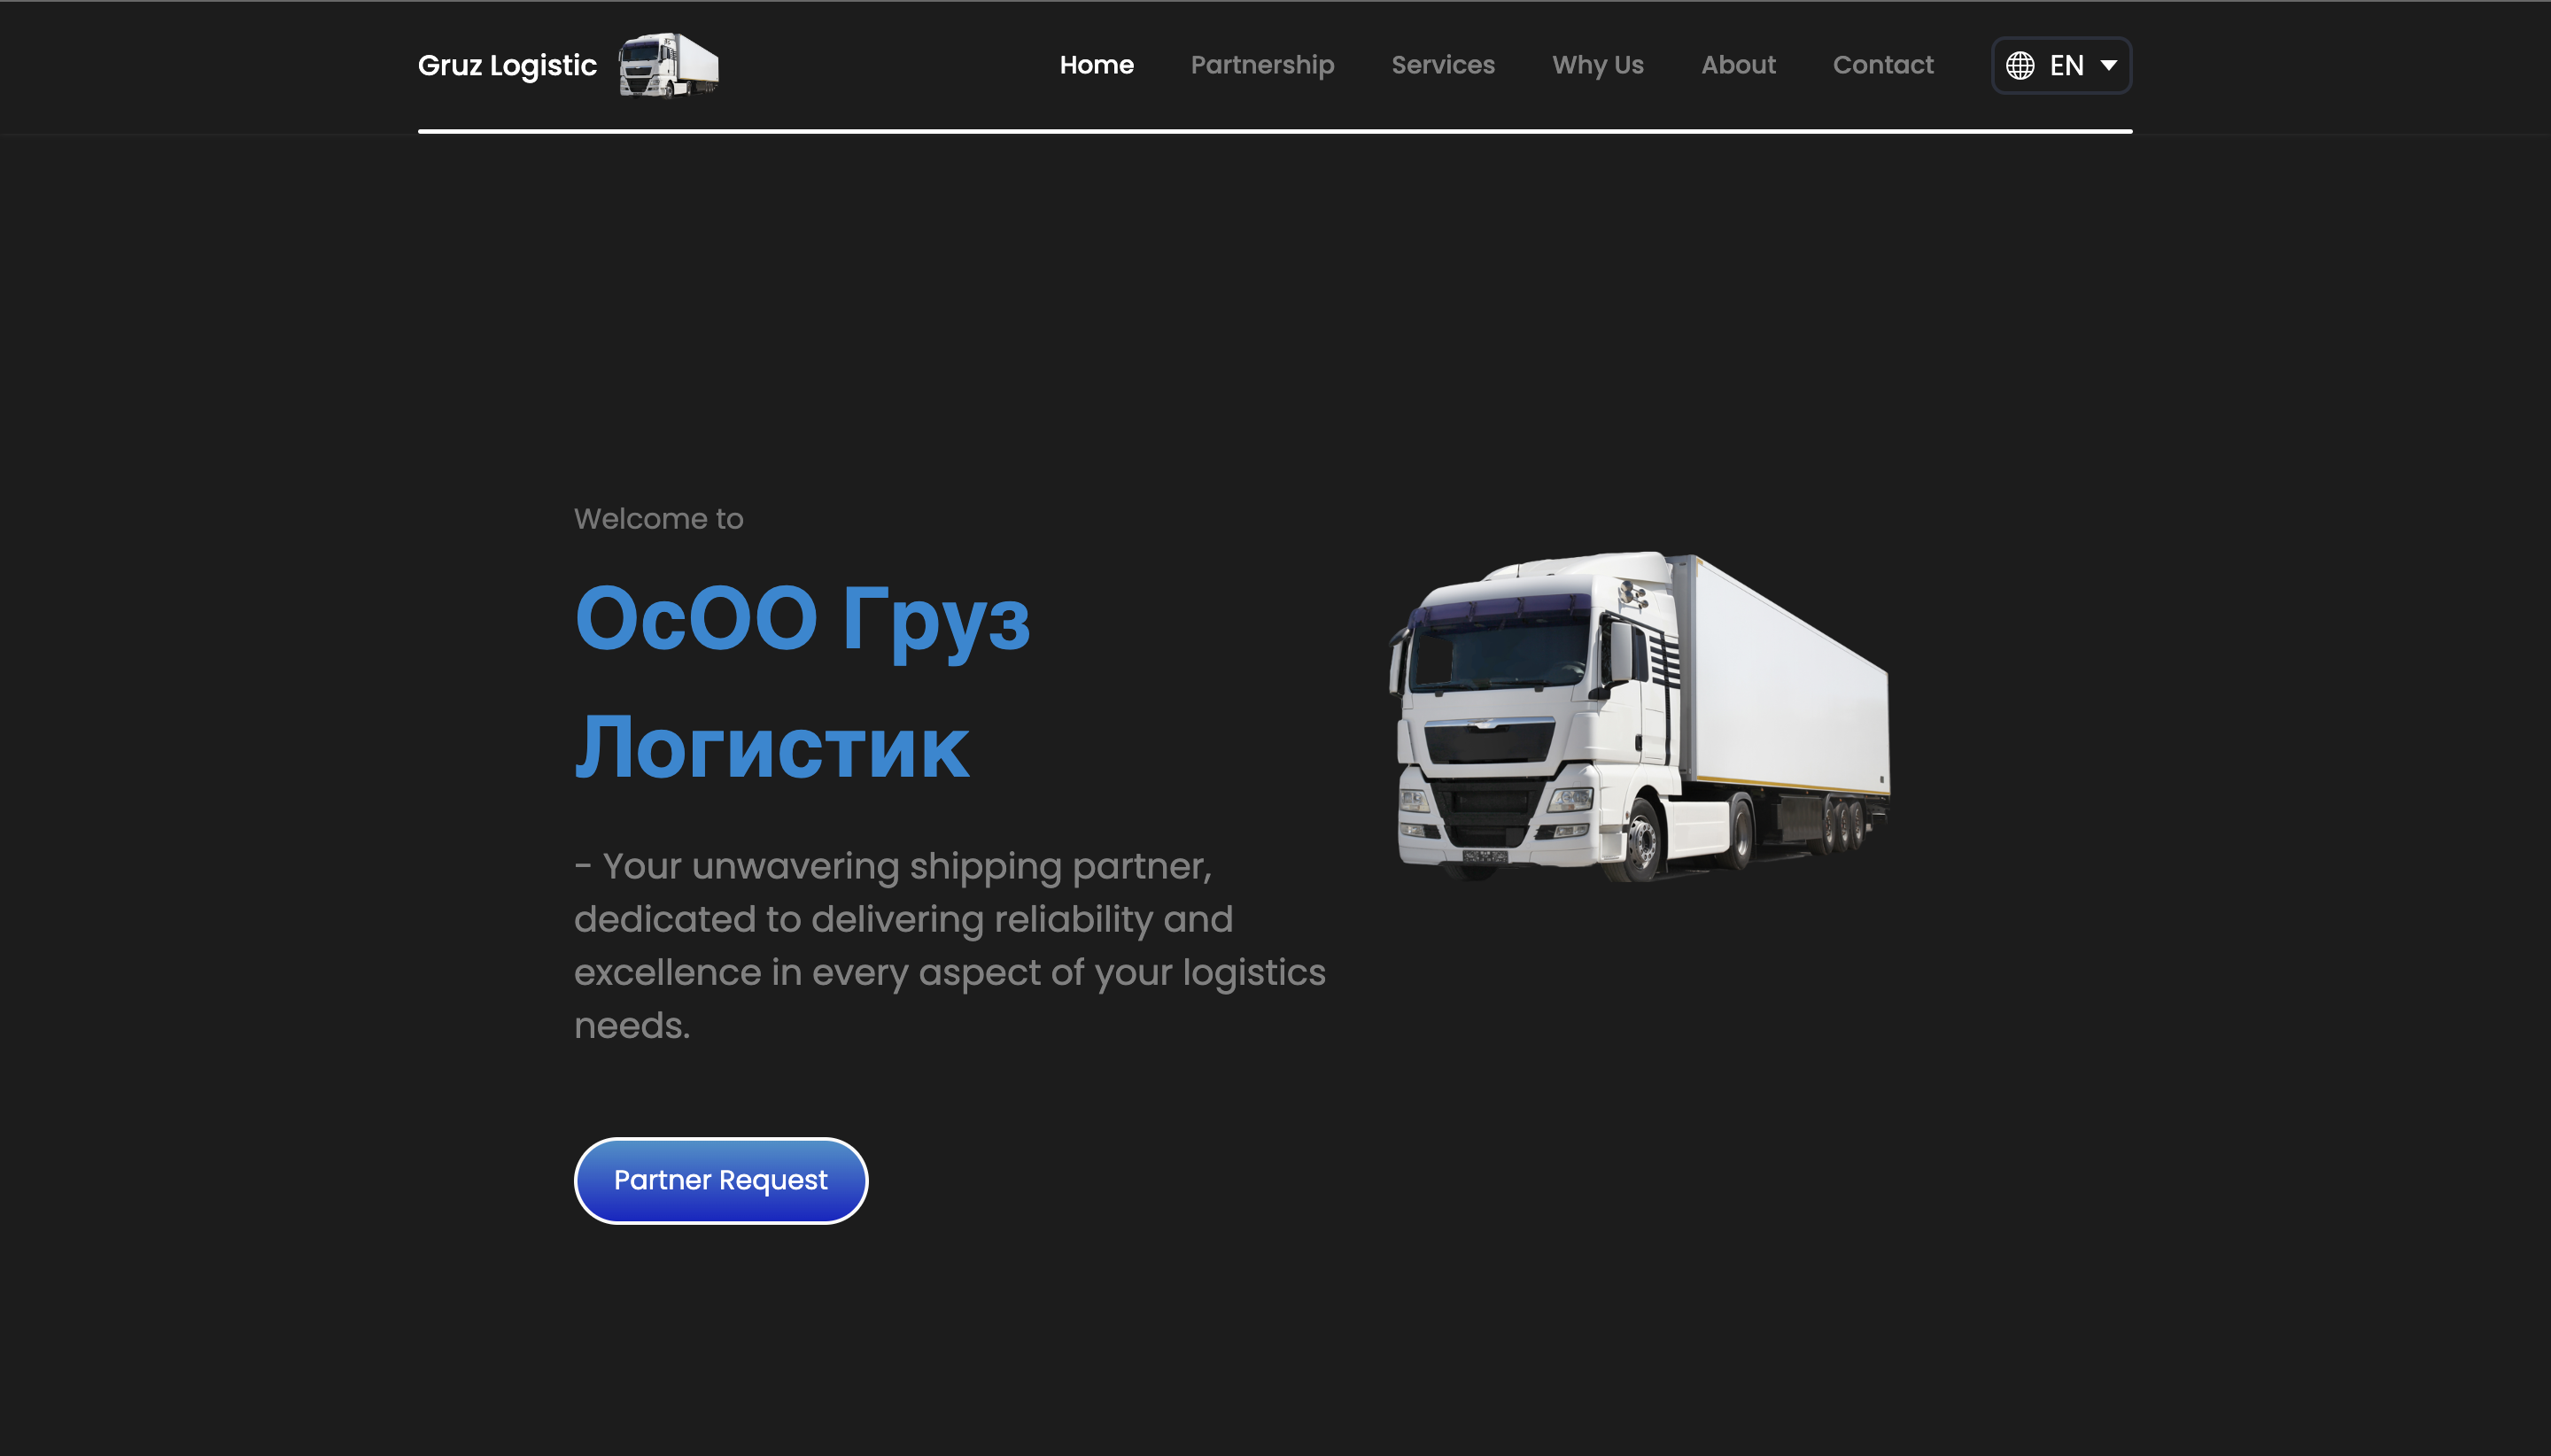 Gruz Logistic
Home
Partnership
Services
Why Us
About
Contact
EN
Welcome to
ОсОО Груз
Логистик
- Your unwavering shipping partner,
dedicated to delivering reliability and
excellence in every aspect of your logistics
needs.
Partner Request